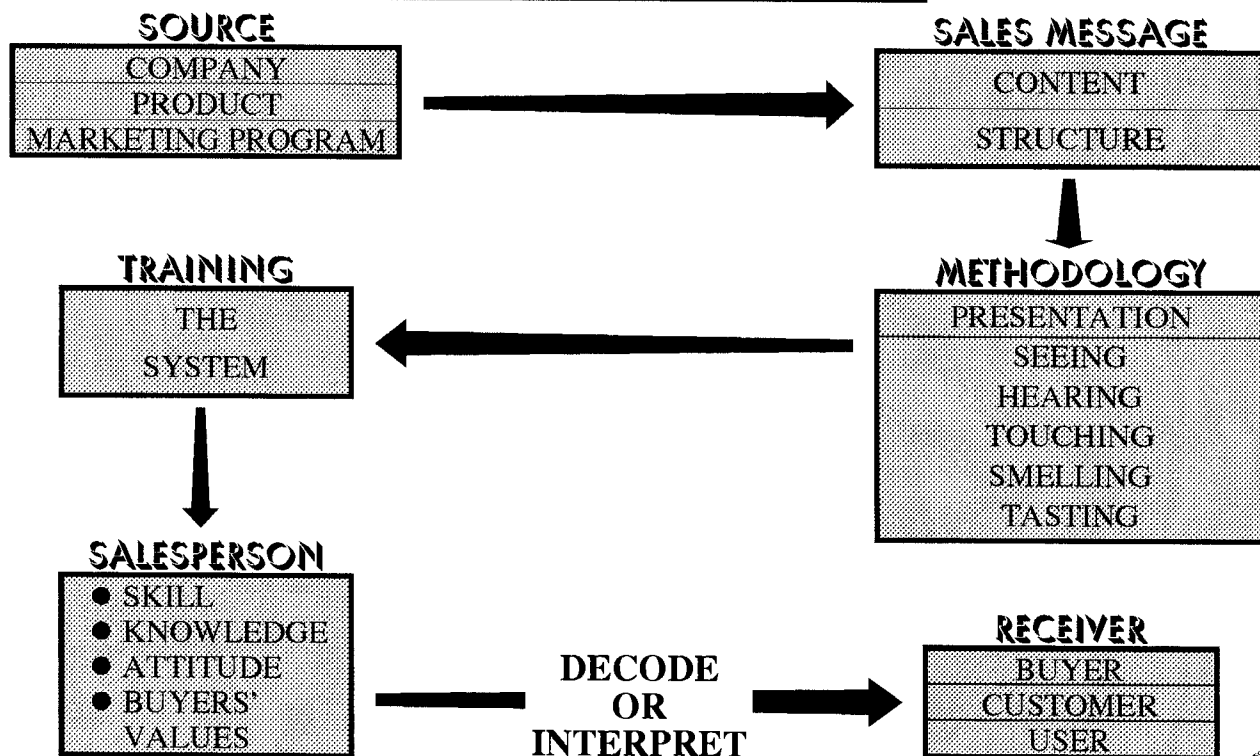 SOURCE
COMPANY
PRODUCT
MARKETING PROGRAM
SALES MESSAGE
CONTENT
STRUCTURE
METHODOLOGY
PRESENTATION
SEEING
HEARING
TOUCHING
SMELLING
TASTING
TRAINING
THE
SYSTEM
SALESPERSON
● SKILL
● KNOWLEDGE
● ATTITUDE
● BUYERS'
VALUES
DECODE
OR
INTERPRET
RECEIVER
BUYER
CUSTOMER
USER